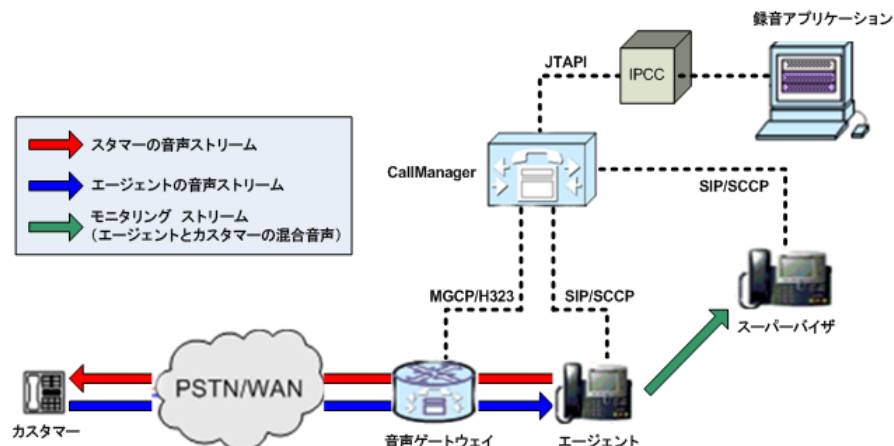 録音アプリケーション
JTAPI
IPCC
スタマーの音声ストリーム
エージェントの音声ストリーム
モニタリング ストリーム
(エージェントとカスタマーの混合音声)
CallManager
SIP/SCCP
MGCP/H323
SIP/SCCP
スーパーバイザ
PSTN/WAN
カスタマー
音声ゲートウェイ
エージェント